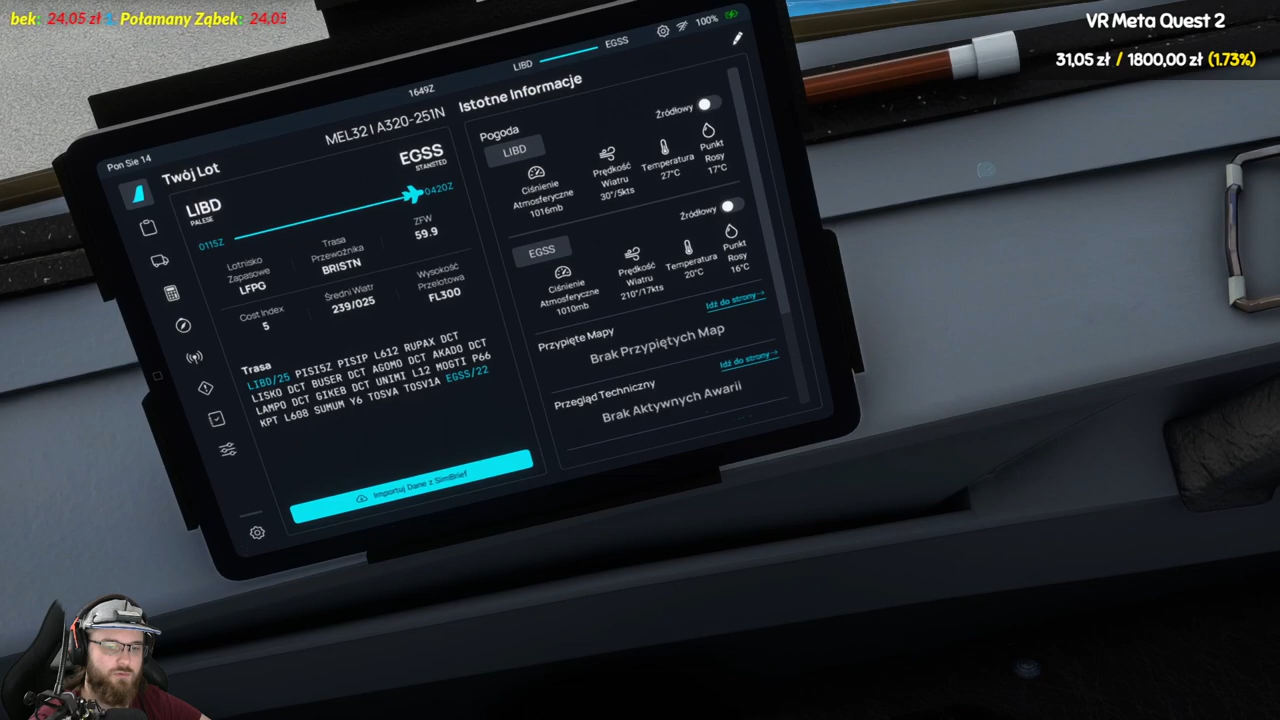 bek: 24,05 zł Połamany Ząbek: 24,05
VR Meta Quest 2
31,05 zł / 1800,00 zł (1.73%)
Pon Sie 14
1649Z
LIBD
EGSS
100%
Twój Lot
MEL32 | A320-251N
LIBD
PALESE
EGSS
STANSTED
0115Z
0420Z
Lotnisko Zapasowe
LFPG
Trasa Przewoźnika
BRISTN
ZFW
59.9
Cost Index
5
Średni Wiatr
239/025
Wysokość Przelotowa
FL300
Trasa
LIBD/25 PISI5Z PISIP L612 RUPAX DCT
LISKO DCT BUSER DCT AGOMO DCT AKADO DCT
LAMPO DCT GIKEB DCT UNIMI L12 MOGTI P66
KPT L608 SUMUM Y6 TOSVA TOSV1A EGSS/22
Importuj Dane z SimBrief
Istotne Informacje
Pogoda
LIBD
Źródłowy
Ciśnienie Atmosferyczne
1016mb
Prędkość Wiatru
30°/5kts
Temperatura
27°C
Punkt Rosy
17°C
EGSS
Źródłowy
Ciśnienie Atmosferyczne
1010mb
Prędkość Wiatru
210°/17kts
Temperatura
20°C
Punkt Rosy
16°C
Przypięte Mapy
Idź do strony
Brak Przypiętych Map
Przegląd Techniczny
Idź do strony
Brak Aktywnych Awarii